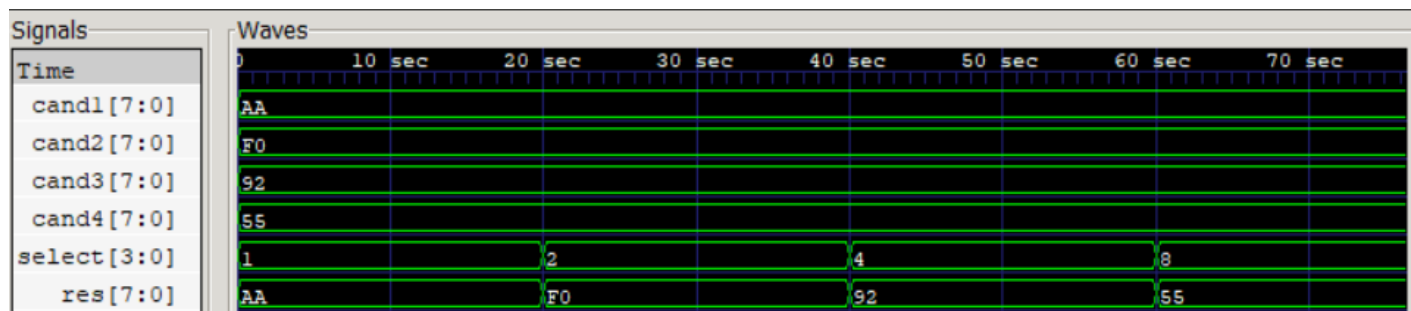 Signals Waves
Time 0 10 sec 20 sec 30 sec 40 sec 50 sec 60 sec 70 sec
cand1[7:0] AA
cand2[7:0] F0
cand3[7:0] 92
cand4[7:0] 55
select[3:0] 1 2 4 8
res[7:0] AA F0 92 55